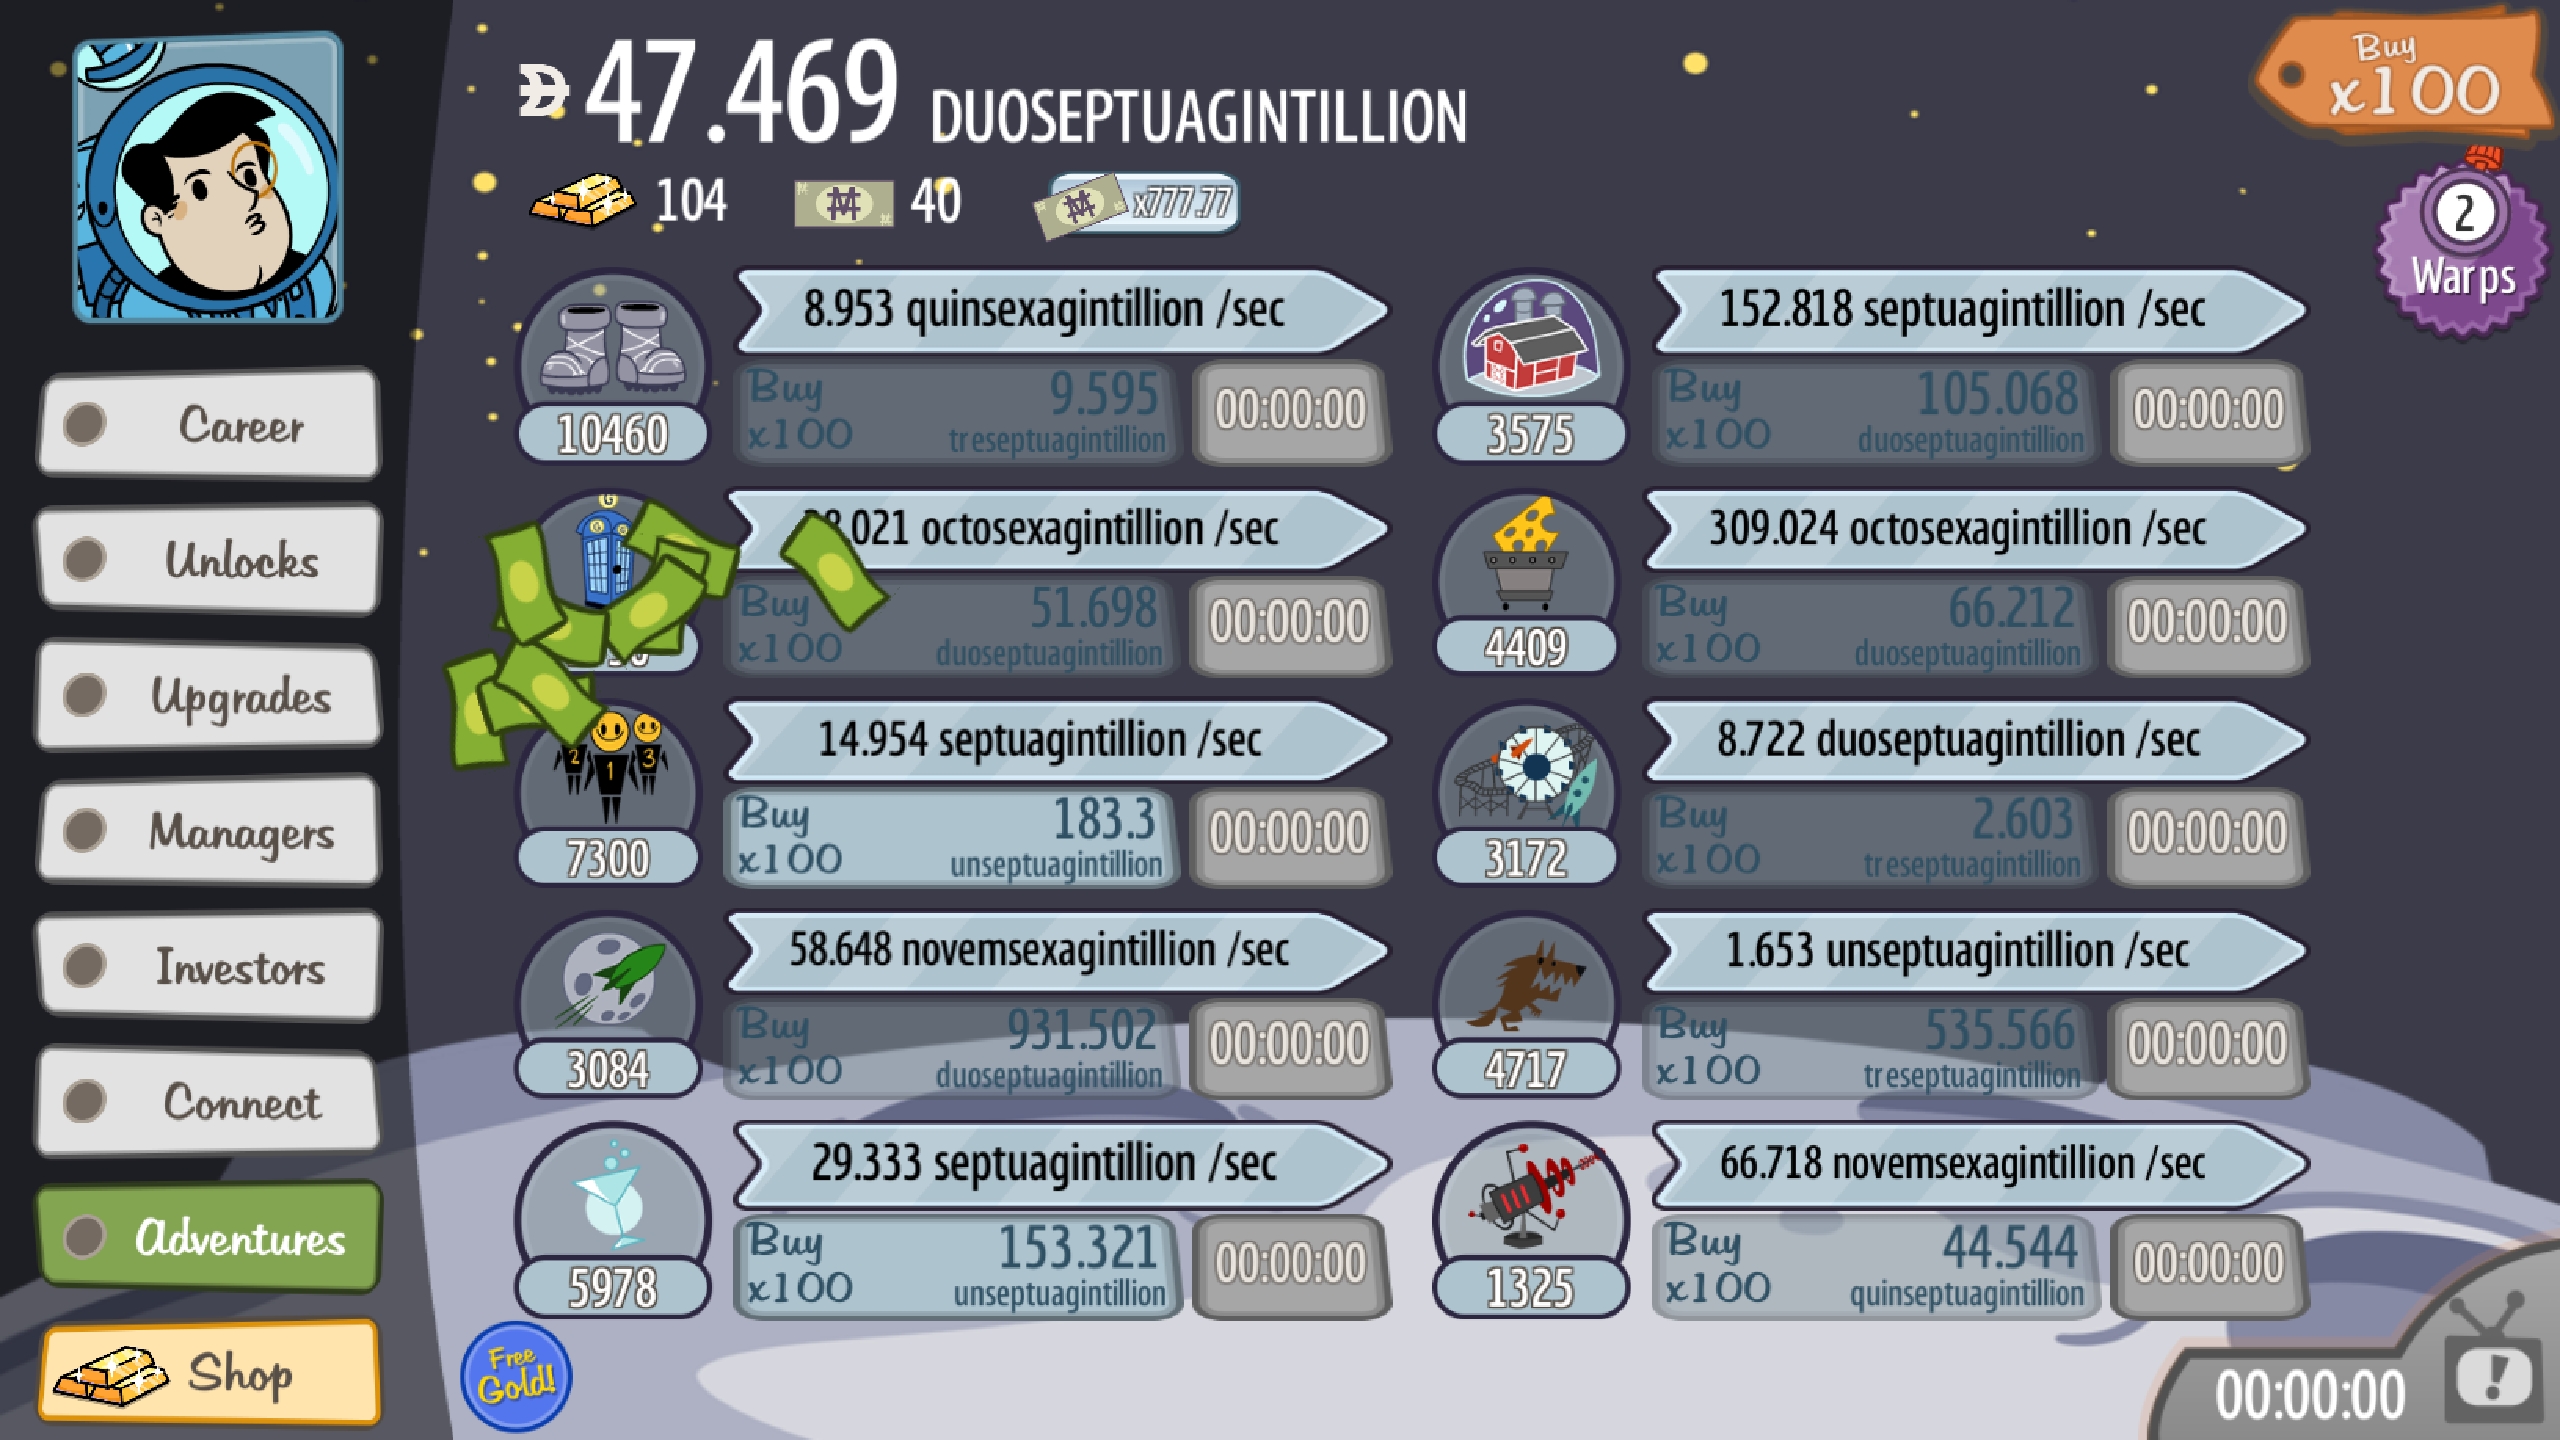 47.469 DUOSEPTUAGINTILLION
Buy
x100
104
40
x777.77
2
Warps
Career
Unlocks
Upgrades
Managers
Investors
Connect
Adventures
Shop
8.953 quinsexagintillion /sec
Buy
x100
9.595
treseptuagintillion
00:00:00
10460
152.818 septuagintillion /sec
Buy
x100
105.068
duoseptuagintillion
00:00:00
3575
octosexagintillion /sec
Buy
x100
51.698
duoseptuagintillion
00:00:00
309.024 octosexagintillion /sec
Buy
x100
66.212
duoseptuagintillion
00:00:00
4409
14.954 septuagintillion /sec
2 1 3
Buy
x100
183.3
unseptuagintillion
00:00:00
7300
8.722 duoseptuagintillion /sec
Buy
x100
2.603
treseptuagintillion
00:00:00
3172
58.648 novemsexagintillion /sec
Buy
x100
931.502
duoseptuagintillion
00:00:00
3084
1.653 unseptuagintillion /sec
Buy
x100
535.566
treseptuagintillion
00:00:00
4717
29.333 septuagintillion /sec
Buy
x100
153.321
unseptuagintillion
00:00:00
5978
66.718 novemsexagintillion /sec
Buy
x100
44.544
quinseptuagintillion
00:00:00
1325
Free
Gold!
00:00:00
!